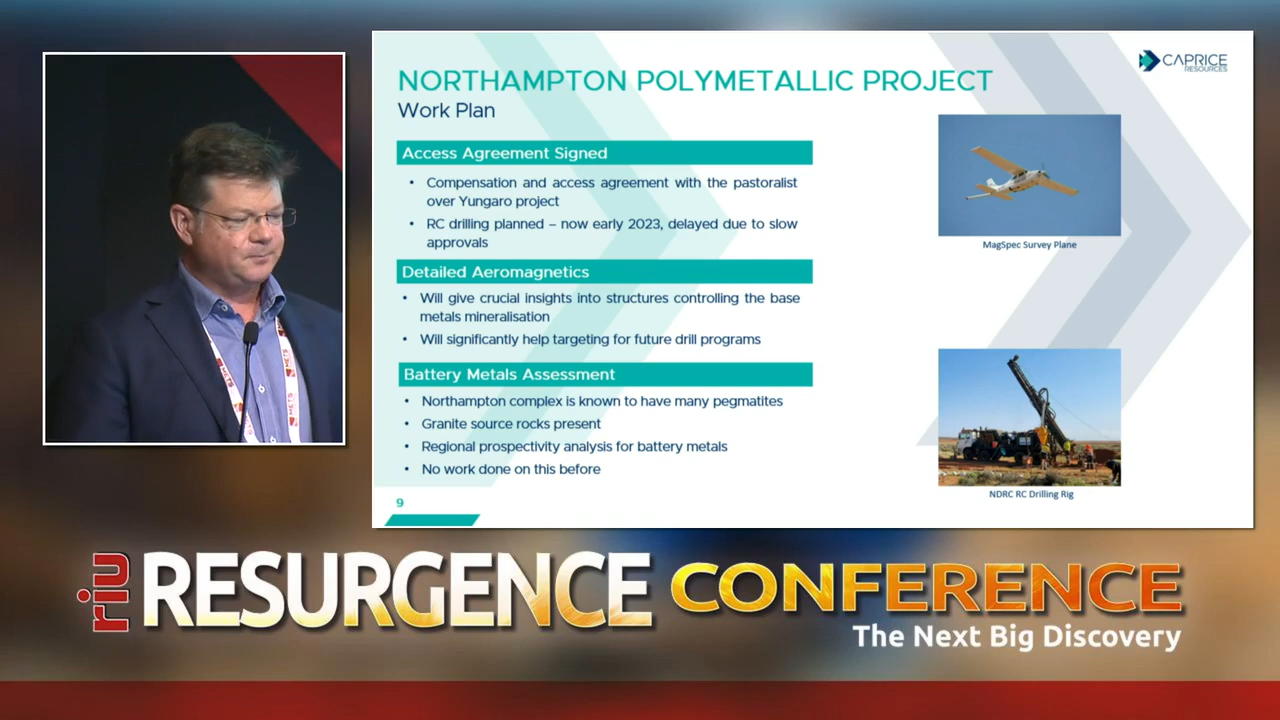 CAPRICE
RESOURCES
NORTHAMPTON POLYMETALLIC PROJECT
Work Plan
Access Agreement Signed
• Compensation and access agreement with the pastoralist
over Yungaro project
• RC drilling planned – now early 2023, delayed due to slow
approvals
Detailed Aeromagnetics
• Will give crucial insights into structures controlling the base
metals mineralisation
• Will significantly help targeting for future drill programs
Battery Metals Assessment
• Northampton complex is known to have many pegmatites
• Granite source rocks present
• Regional prospectivity analysis for battery metals
• No work done on this before
9
MagSpec Survey Plane
NDRC RC Drilling Rig
METS
METS
riu RESURGENCE CONFERENCE
The Next Big Discovery